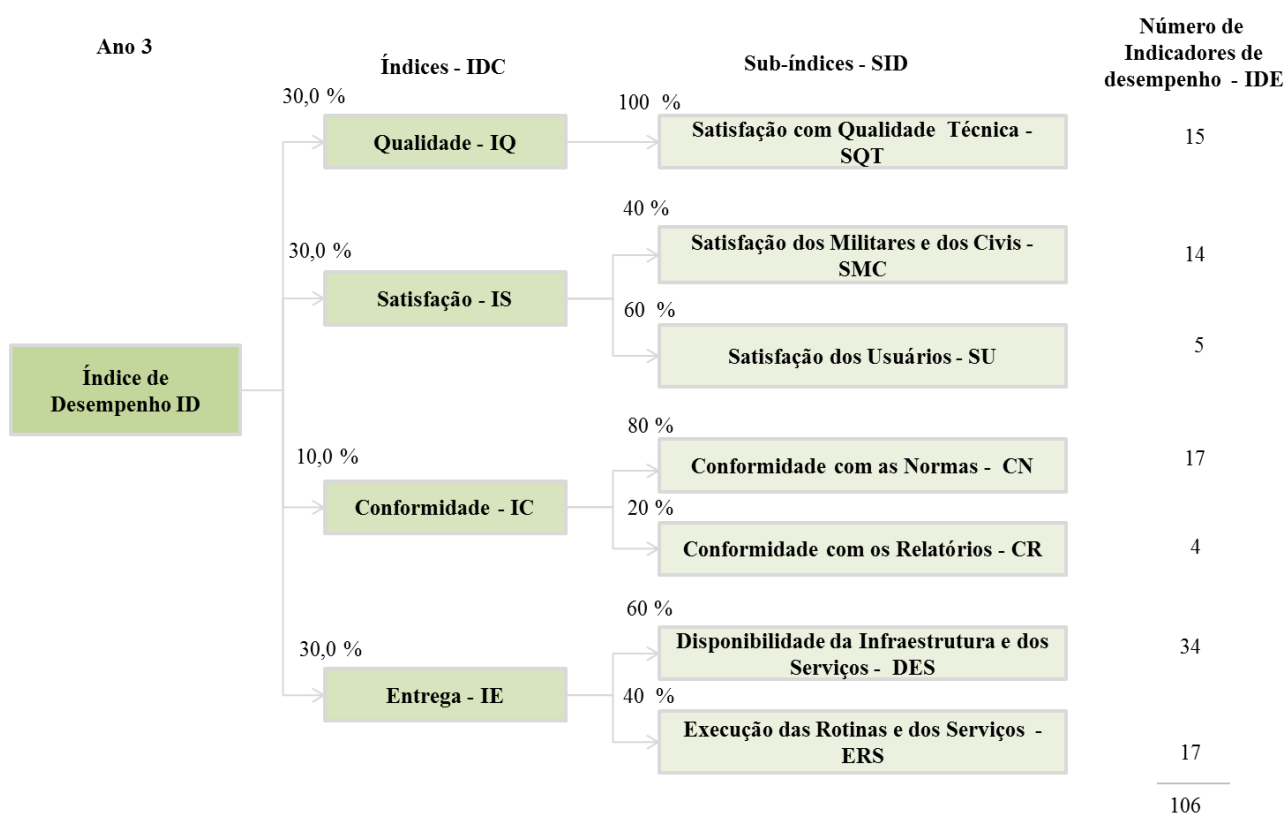 Ano 3
Índices - IDC
Sub-índices - SID
Número de
Indicadores de
desempenho - IDE
30,0 %
Qualidade - IQ
100 %
Satisfação com Qualidade Técnica -
SQT
15
30,0 %
Satisfação - IS
40 %
Satisfação dos Militares e dos Civis -
SMC
14
60 %
Satisfação dos Usuários - SU
5
Índice de
Desempenho ID
10,0 %
Conformidade - IC
80 %
Conformidade com as Normas - CN
17
20 %
Conformidade com os Relatórios - CR
4
30,0 %
Entrega - IE
60 %
Disponibilidade da Infraestrutura e dos
Serviços - DES
34
40 %
Execução das Rotinas e dos Serviços -
ERS
17
106